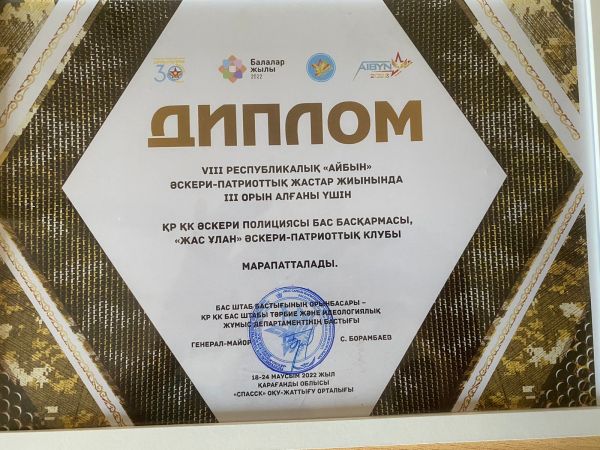 30
Балалар
жылы
2022
AIBYN
ДИПЛОМ
VIII РЕСПУБЛИКАЛЫҚ «АЙБЫН»
ӘСКЕРИ-ПАТРИОТТЫҚ ЖАСТАР ЖИЫНЫНДА
III ОРЫН АЛҒАНЫ ҮШІН
ҚР ҚК ӘСКЕРИ ПОЛИЦИЯСЫ БАС БАСҚАРМАСЫ,
«ЖАС УЛАН» ӘСКЕРИ-ПАТРИОТТЫҚ КЛУБЫ
МАРАПАТТАЛАДЫ.
БАС ШТАБ БАСТЫҒЫНЫҢ ОРЫНБАСАРЫ –
ҚР ҚК БАС ШТАБЫ ТӘРБИЕ ЖӘНЕ ИДЕОЛОГИЯЛЫҚ
ЖҰМЫС ДЕПАРТАМЕНТІНІҢ БАСТЫҒЫ
ГЕНЕРАЛ-МАЙОР С. БОРАМБАЕВ
18-24 МАУСЫМ 2022 ЖЫЛ
ҚАРАҒАНДЫ ОБЛЫСЫ
«СПАССК» ОҚУ-ЖАТТЫҒУ ОРТАЛЫҒЫ